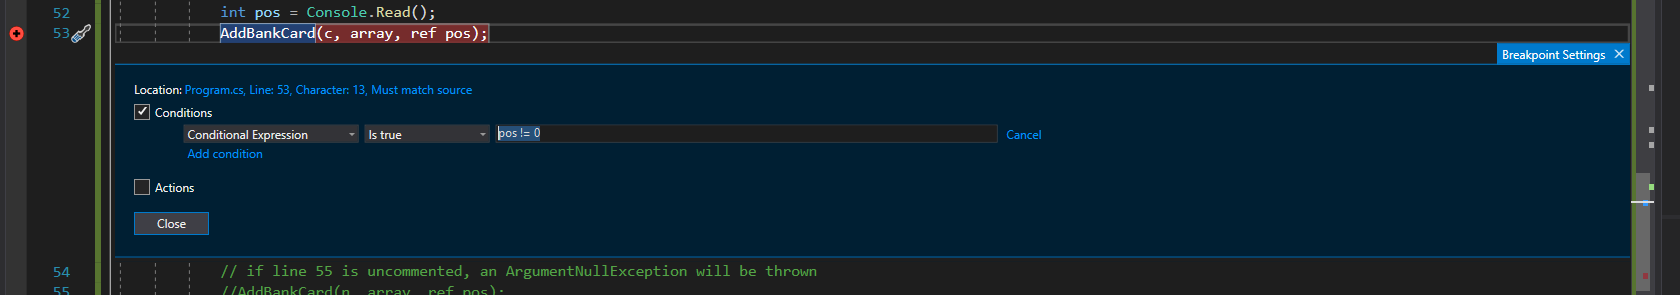 52 int pos = Console.Read();
53 AddBankCard(c, array, ref pos);
Breakpoint Settings
Location: Program.cs, Line: 53, Character: 13, Must match source
Conditions
Conditional Expression Is true pos != 0 Cancel
Add condition
Actions
Close
54 // if line 55 is uncommented, an ArgumentNullException will be thrown
55 //AddBankCard(n, array, ref pos);